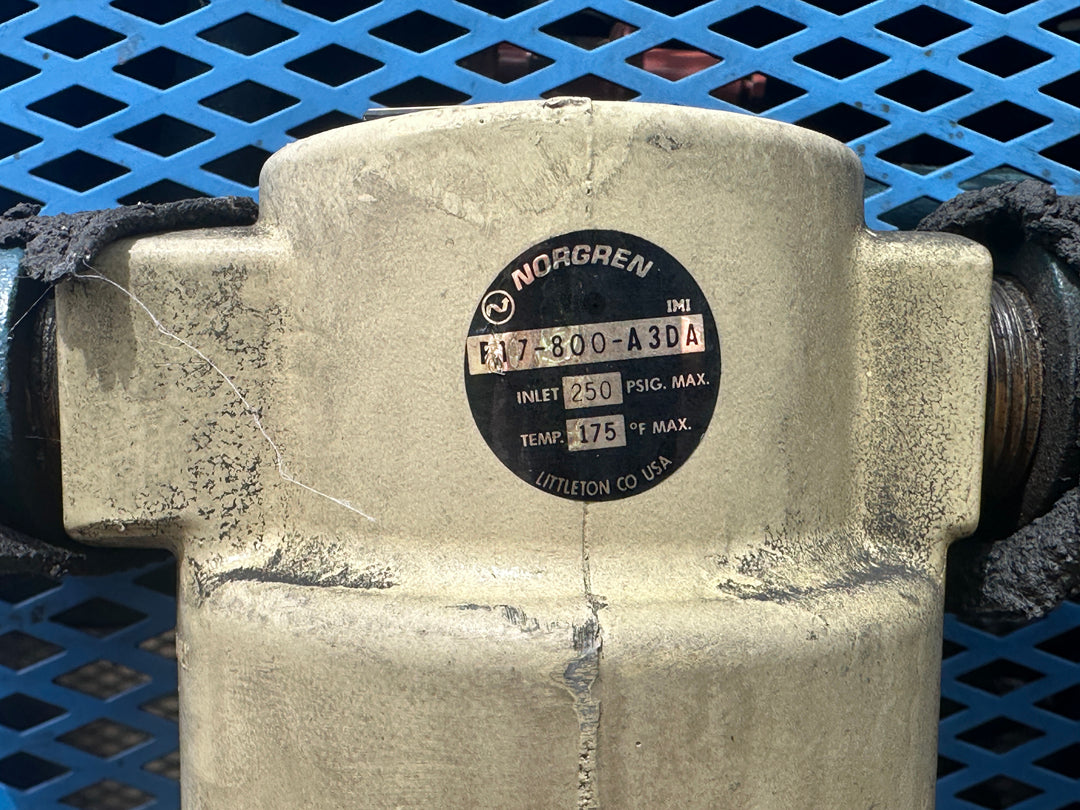 NORGREN
IMI
F17-800-A3DA
INLET 250 PSIG. MAX.
TEMP. 175 °F MAX.
LITTLETON CO USA